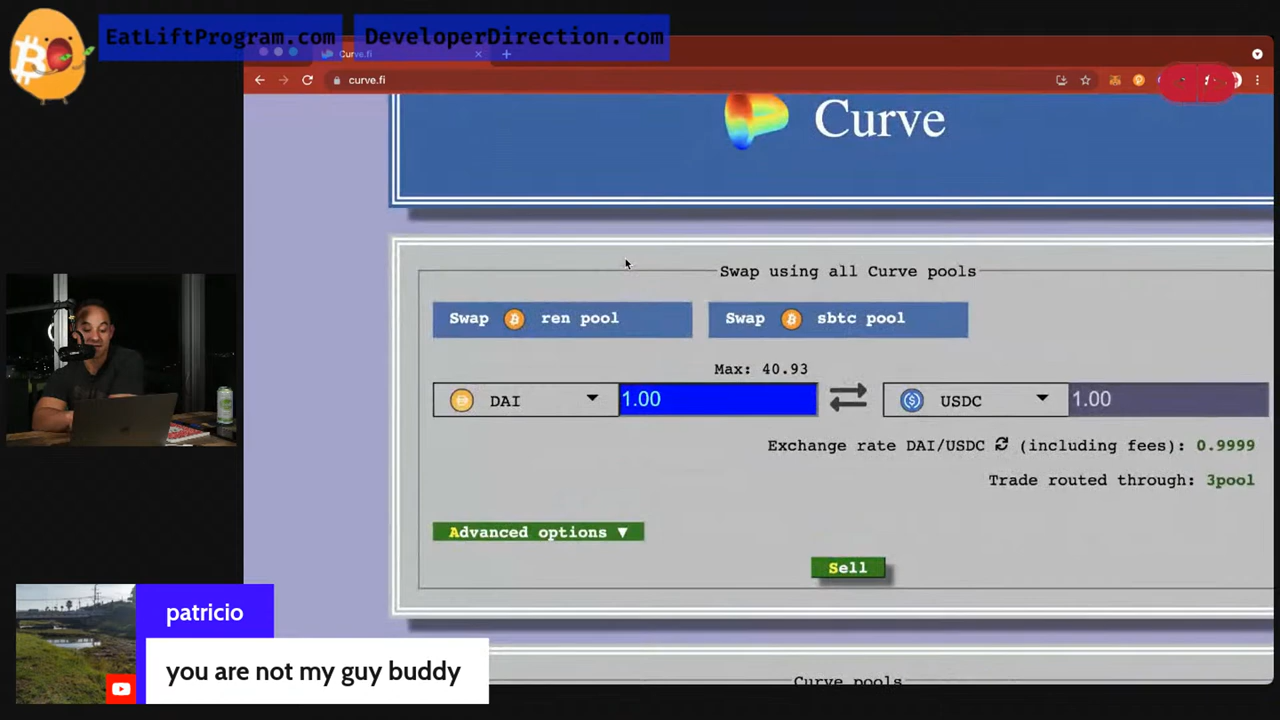 EatLiftProgram.com
DeveloperDirection.com
Curve.fi
curve.fi
Curve
Swap using all Curve pools
Swap ren pool
Swap sbtc pool
Max: 40.93
DAI
1.00
USDC
1.00
Exchange rate DAI/USDC (including fees): 0.9999
Trade routed through: 3pool
Advanced options ▼
Sell
Curve pools
patricio
you are not my guy buddy